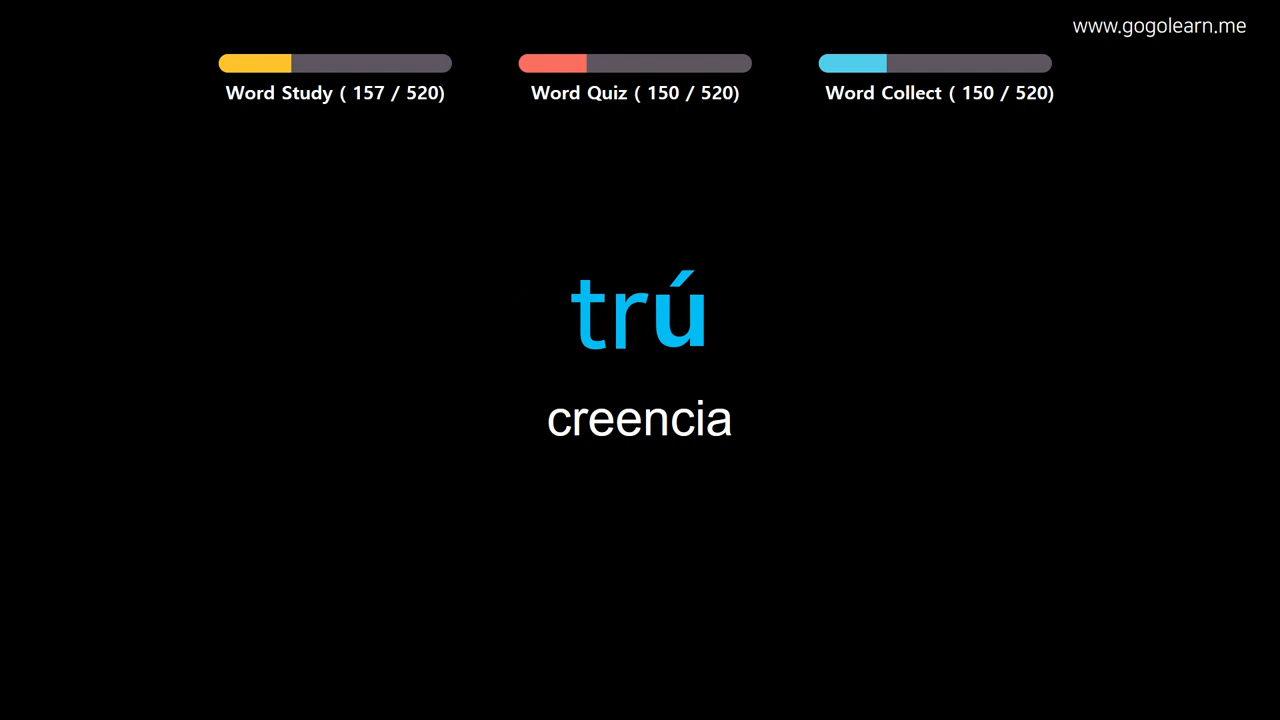 www.gogolearn.me
Word Study ( 157 / 520)
Word Quiz ( 150 / 520)
Word Collect ( 150 / 520)
trú
creencia